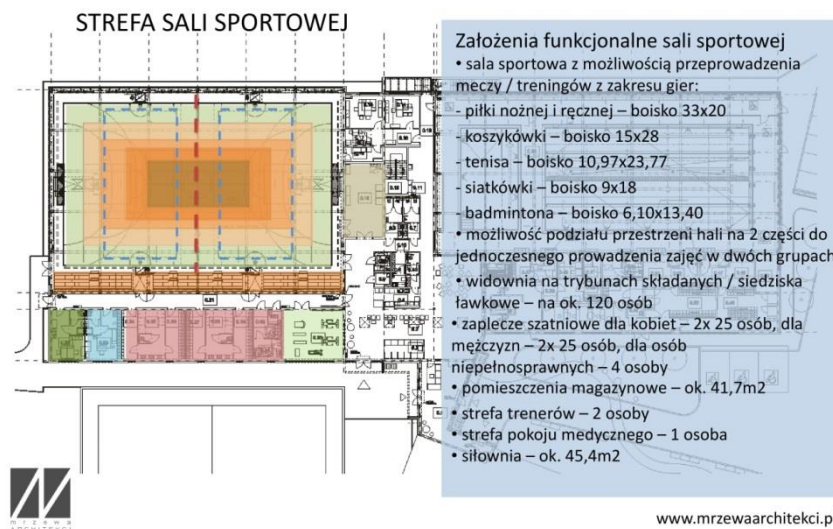 STREFA SALI SPORTOWEJ
Założenia funkcjonalne sali sportowej
• sala sportowa z możliwością przeprowadzenia
meczy / treningów z zakresu gier:
- piłki nożnej i ręcznej – boisko 33x20
- koszykówki – boisko 15x28
- tenisa – boisko 10,97x23,77
- siatkówki – boisko 9x18
- badmintona – boisko 6,10x13,40
• możliwość podziału przestrzeni hali na 2 części do
jednoczesnego prowadzenia zajęć w dwóch grupach
• widownia na trybunach składanych / siedziska
ławkowe – na ok. 120 osób
• zaplecze szatniowe dla kobiet – 2x 25 osób, dla
mężczyzn – 2x 25 osób, dla osób
niepełnosprawnych – 4 osoby
• pomieszczenia magazynowe – ok. 41,7m2
• strefa trenerów – 2 osoby
• strefa pokoju medycznego – 1 osoba
• siłownia – ok. 45,4m2
mrzewa
ARCHITEKCI
www.mrzewaarchitekci.p